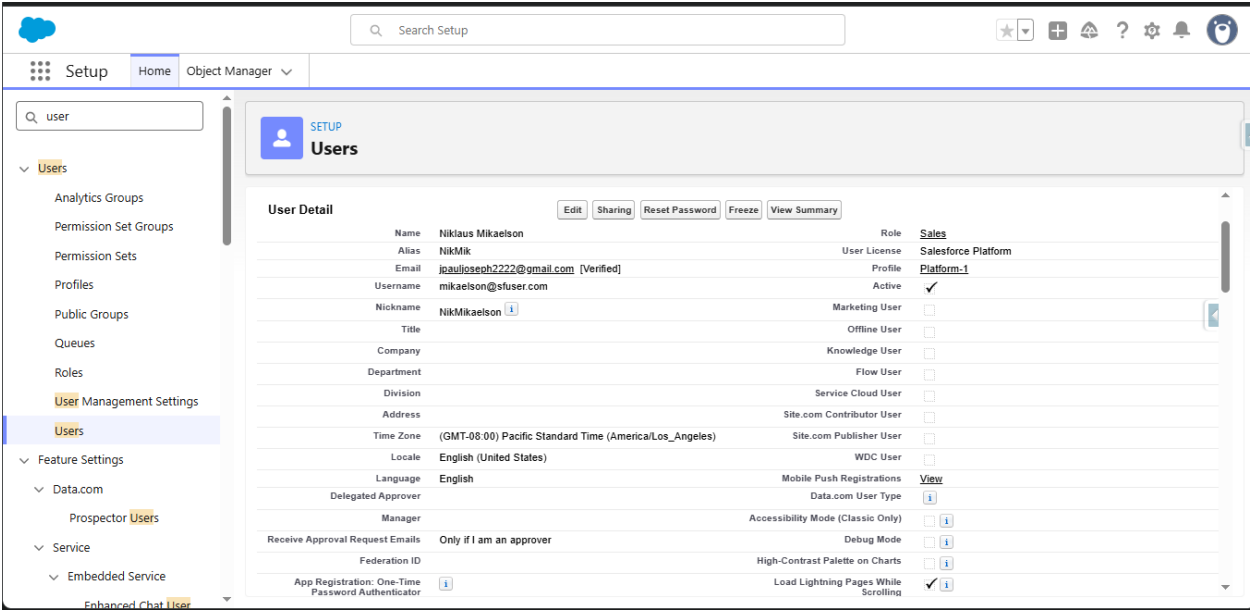 Search Setup
Setup
Home
Object Manager
user
Users
Analytics Groups
Permission Set Groups
Permission Sets
Profiles
Public Groups
Queues
Roles
User Management Settings
Users
Feature Settings
Data.com
Prospector Users
Service
Embedded Service
Enhanced Chat User
SETUP
Users
User Detail
Edit Sharing Reset Password Freeze View Summary
Name Niklaus Mikaelson Role Sales
Alias NikMik User License Salesforce Platform
Email jpauljoseph2222@gmail.com [Verified] Profile Platform-1
Username mikaelson@sfuser.com Active
Nickname NikMikaelson i Marketing User
Title Offline User
Company Knowledge User
Department Flow User
Division Service Cloud User
Address Site.com Contributor User
Time Zone (GMT-08:00) Pacific Standard Time (America/Los_Angeles) Site.com Publisher User
Locale English (United States) WDC User
Language English Mobile Push Registrations View
Delegated Approver Data.com User Type i
Manager Accessibility Mode (Classic Only) i
Receive Approval Request Emails Only if I am an approver Debug Mode i
Federation ID High-Contrast Palette on Charts i
App Registration: One-Time i Load Lightning Pages While i
Password Authenticator Scrolling